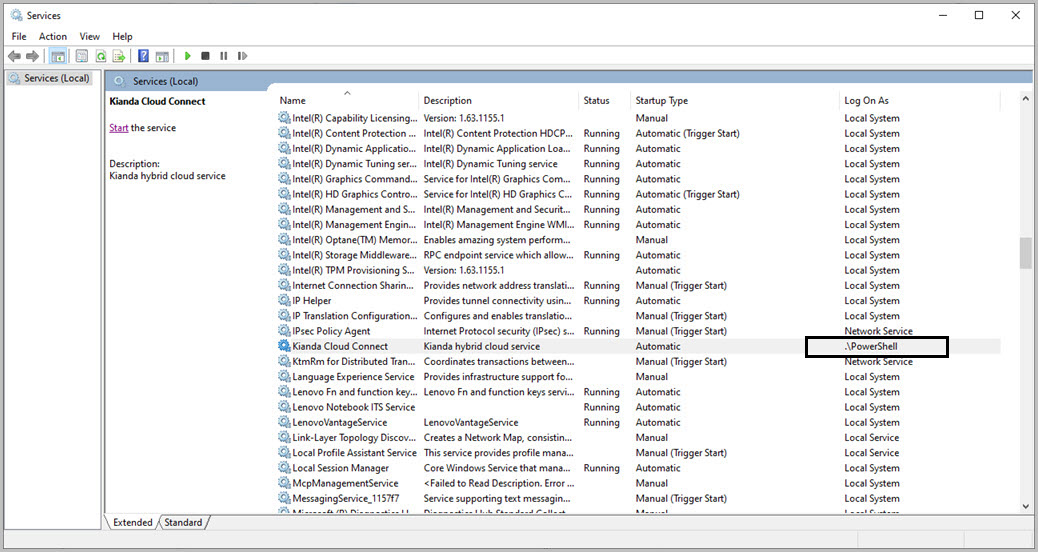 Services
File Action View Help
Services (Local)
Services (Local)
Kianda Cloud Connect
Start the service
Description:
Kianda hybrid cloud service
Name Description Status Startup Type Log On As
Intel(R) Capability Licensing... Version: 1.63.1155.1 Manual Local System
Intel(R) Content Protection ... Intel(R) Content Protection HDCP... Running Automatic (Trigger Start) Local System
Intel(R) Dynamic Applicatio... Intel(R) Dynamic Application Loa... Running Automatic Local System
Intel(R) Dynamic Tuning ser... Intel(R) Dynamic Tuning service Running Automatic Local System
Intel(R) Graphics Command... Service for Intel(R) Graphics Com... Running Automatic Local System
Intel(R) HD Graphics Contro... Service for Intel(R) HD Graphics C... Running Automatic (Trigger Start) Local System
Intel(R) Management and S... Intel(R) Management and Securit... Running Automatic Local System
Intel(R) Management Engin... Intel(R) Management Engine WMI... Running Automatic Local System
Intel(R) Optane(TM) Memor... Enables amazing system perform... Manual Local System
Intel(R) Storage Middleware... RPC endpoint service which allow... Running Automatic Local System
Intel(R) TPM Provisioning S... Version: 1.63.1155.1 Automatic Local System
Internet Connection Sharin... Provides network address translati... Running Manual (Trigger Start) Local System
IP Helper Provides tunnel connectivity usin... Running Automatic Local System
IP Translation Configuration... Configures and enables translatio... Manual (Trigger Start) Local System
IPsec Policy Agent Internet Protocol security (IPsec) s... Running Manual (Trigger Start) Network Service
Kianda Cloud Connect Kianda hybrid cloud service Automatic .\PowerShell
KtmRm for Distributed Tran... Coordinates transactions between... Manual (Trigger Start) Network Service
Language Experience Service Provides infrastructure support fo... Manual Local System
Lenovo Fn and function key... Lenovo Fn and function keys servi... Running Automatic Local System
Lenovo Notebook ITS Service Running Automatic Local System
LenovoVantageService LenovoVantageService Running Automatic Local System
Link-Layer Topology Discov... Creates a Network Map, consistin... Manual Local Service
Local Profile Assistant Service This service provides profile mana... Manual (Trigger Start) Local Service
Local Session Manager Core Windows Service that mana... Running Automatic Local System
McpManagementService <Failed to Read Description. Error ... Manual Local System
MessagingService_1157f7 Service supporting text messagin... Manual (Trigger Start) Local System
Extended Standard